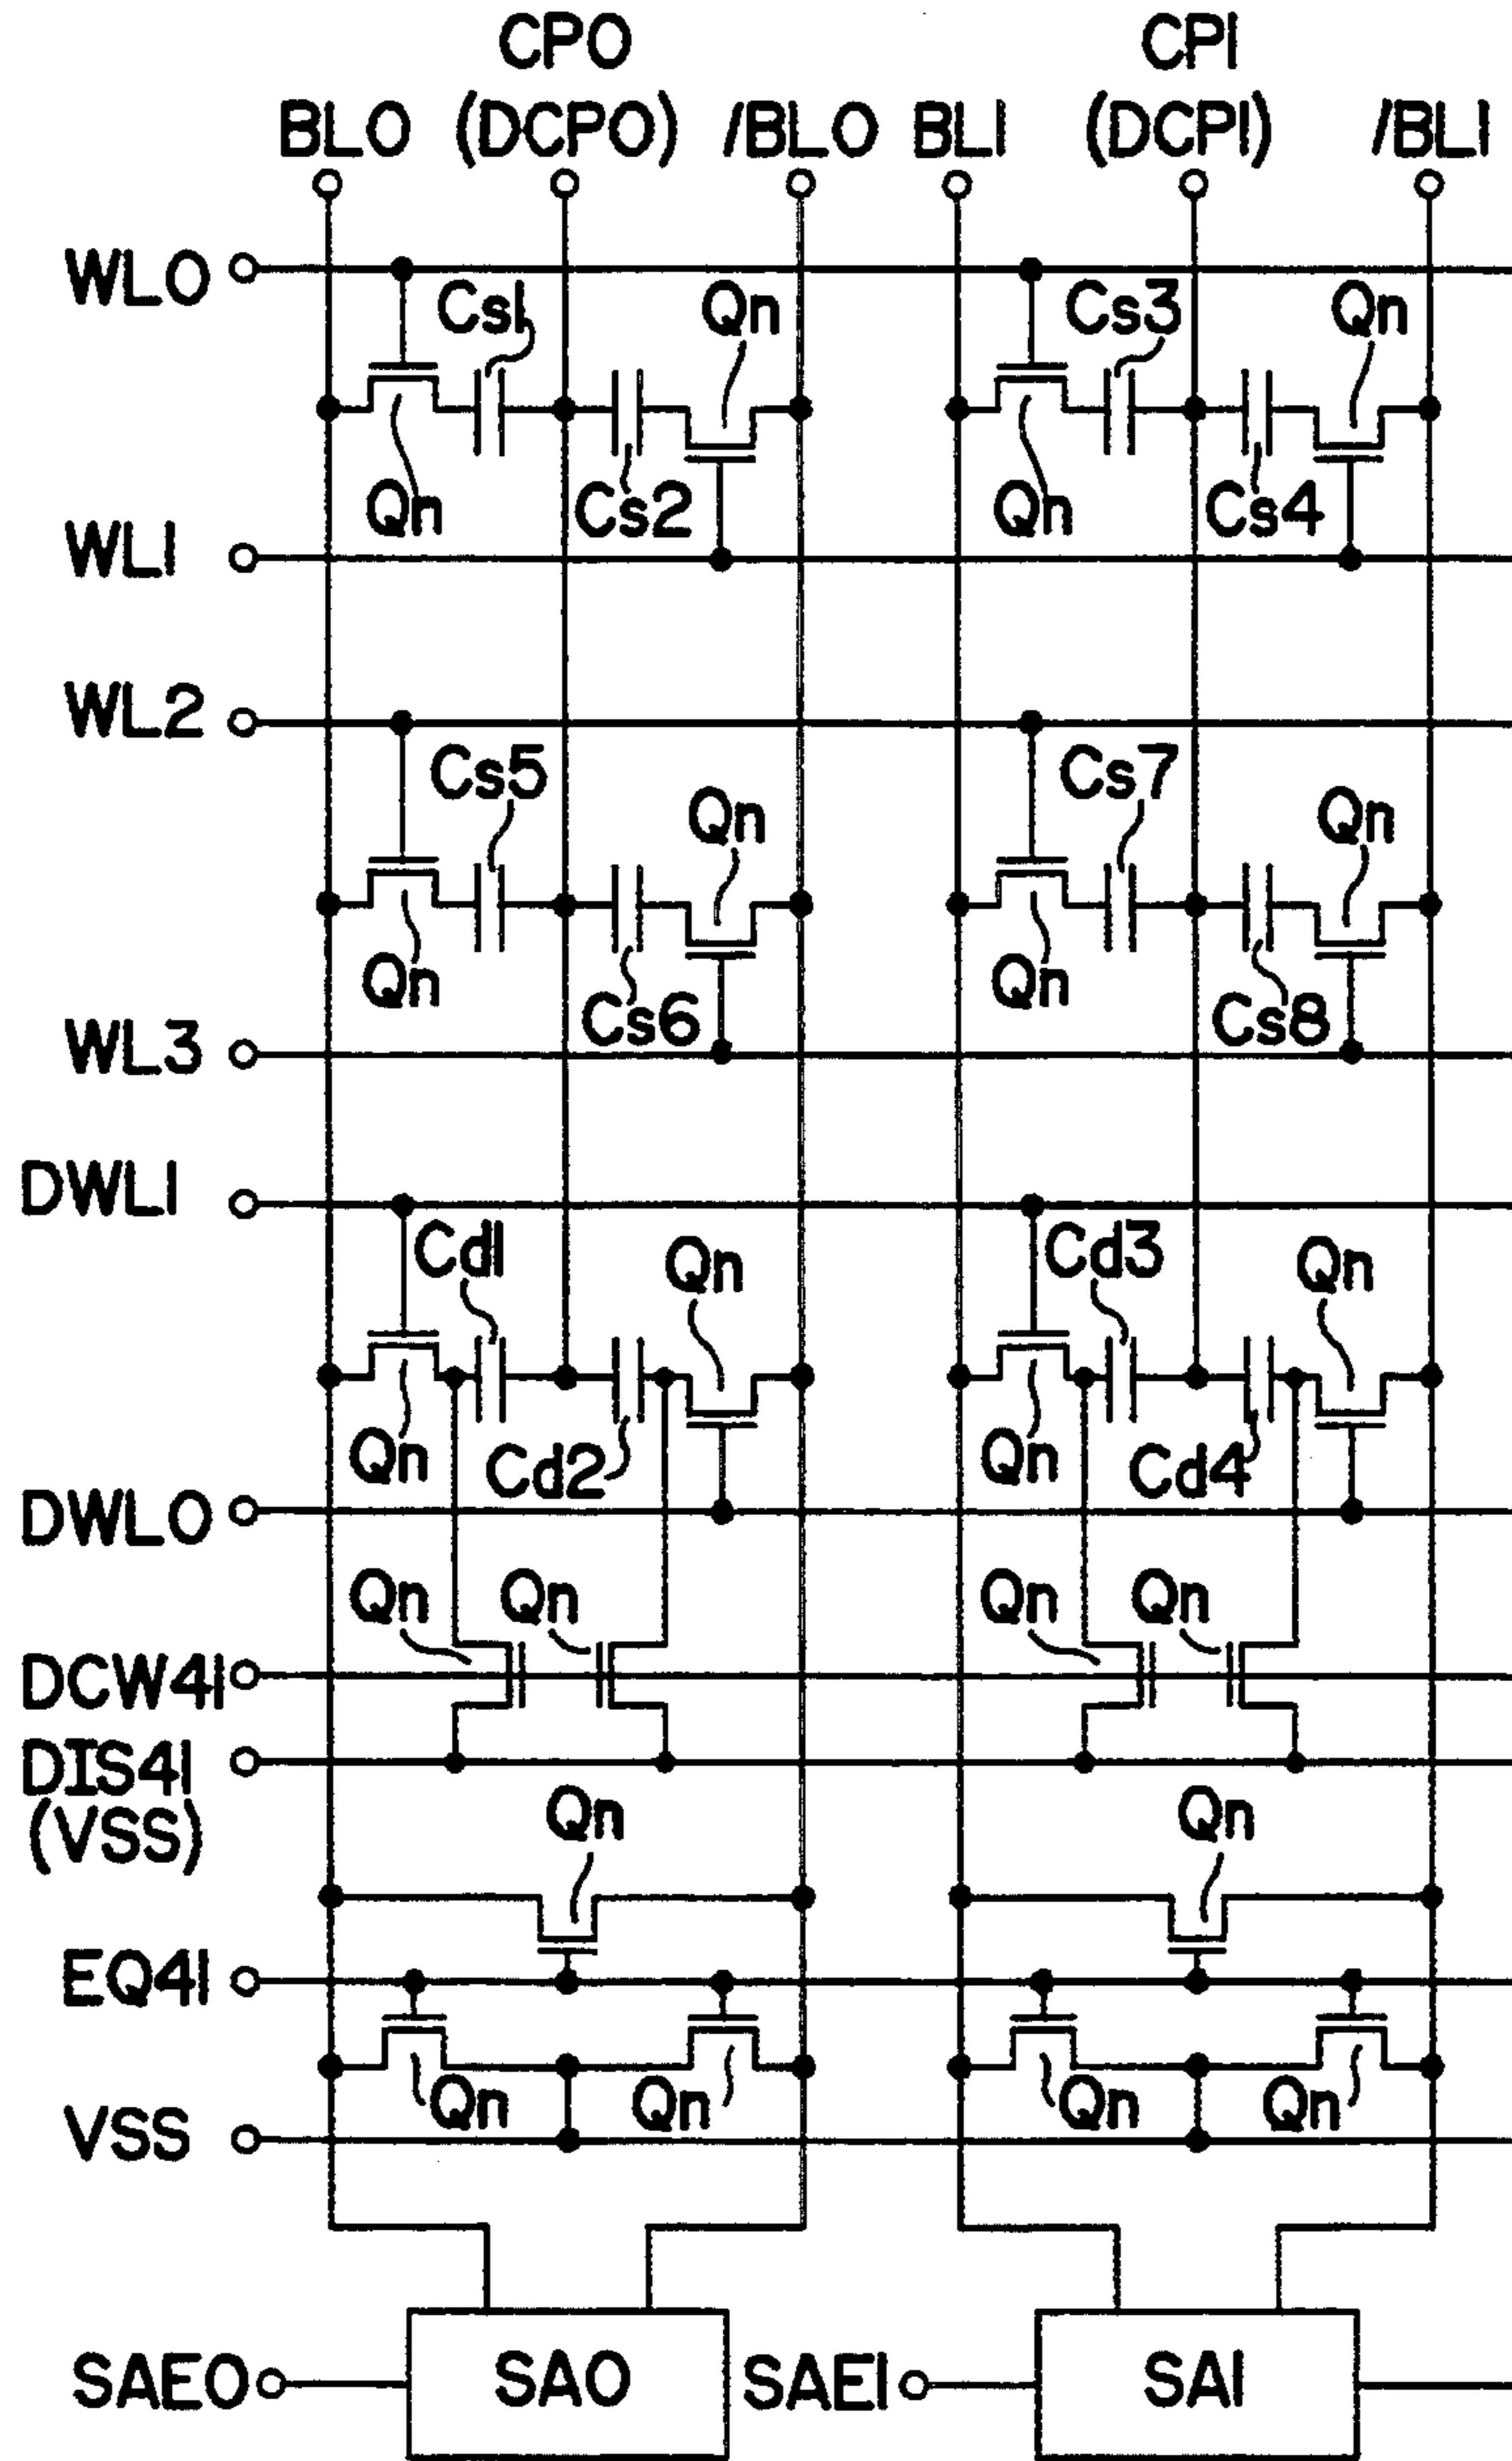 CP0 CP1
BL0 (DCP0) /BL0 BL1 (DCP1) /BL1
WL0
Cs1 Qn Cs3 Qn
Qn Cs2 Qn Cs4
WL1
WL2
Cs5 Qn Cs7 Qn
Qn Cs6 Qn Cs8
WL3
DWL1
Cd1 Qn Cd3 Qn
Qn Cd2 Qn Cd4
DWL0
Qn Qn Qn Qn
DCW41
DIS41
(VSS)
Qn Qn
EQ41
Qn Qn Qn Qn
VSS
SAE0 SA0 SAE1 SA1